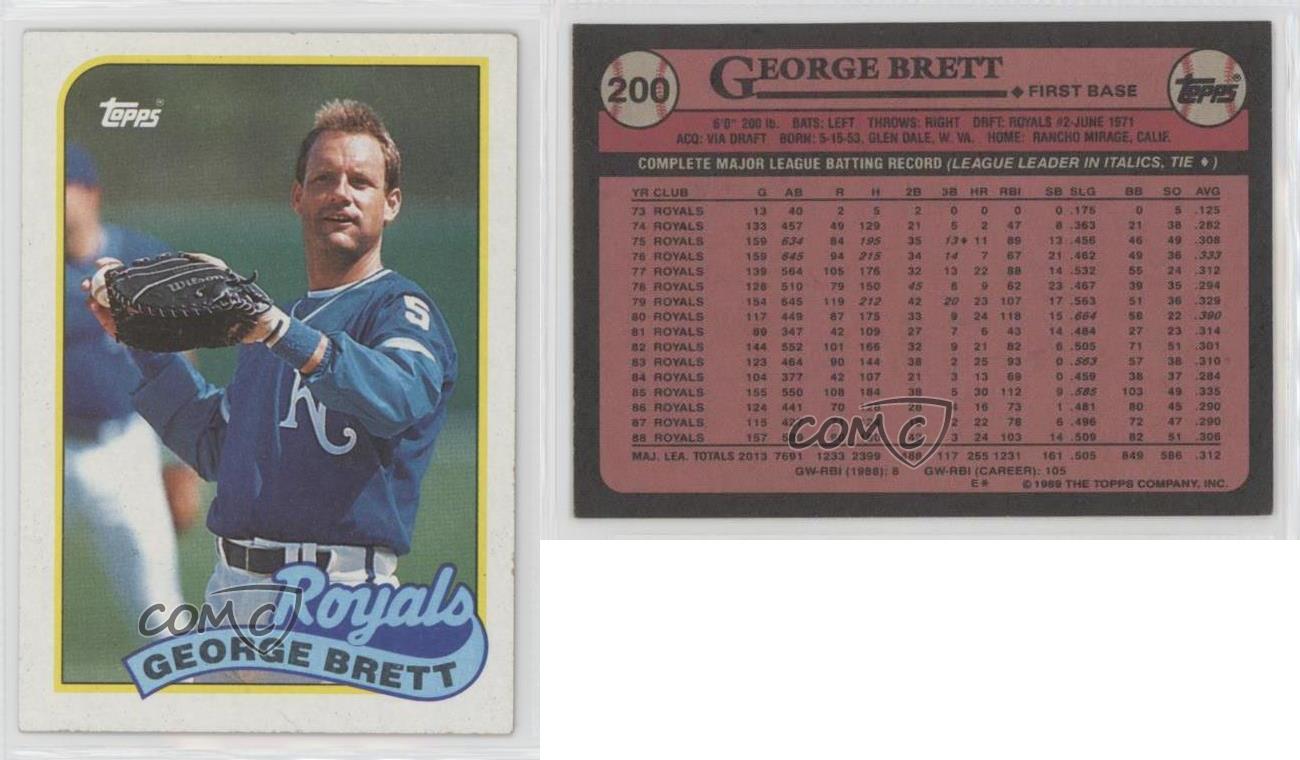 Topps®
Wilson
5
K
Royals
GEORGE BRETT
COMC
200
GEORGE BRETT
FIRST BASE
Topps®
6'0" 200 lb. BATS: LEFT THROWS: RIGHT DRFT: ROYALS #2-JUNE 1971
ACQ: VIA DRAFT BORN: 5-15-53, GLEN DALE, W. VA. HOME: RANCHO MIRAGE, CALIF.
COMPLETE MAJOR LEAGUE BATTING RECORD (LEAGUE LEADER IN ITALICS, TIE ♦)
YR CLUB G AB R H 2B 3B HR RBI SB SLG BB SO AVG
73 ROYALS 13 40 2 5 2 0 0 0 0 .175 0 5 .125
74 ROYALS 133 457 49 129 21 5 2 47 8 .363 21 38 .282
75 ROYALS 159 634 84 195 35 13♦ 11 89 13 .456 46 49 .308
76 ROYALS 159 645 94 215 34 14 7 67 21 .462 49 36 .333
77 ROYALS 139 564 105 176 32 13 22 88 14 .532 55 24 .312
78 ROYALS 128 510 79 150 45 8 9 62 23 .467 39 35 .294
79 ROYALS 154 645 119 212 42 20 23 107 17 .563 51 36 .329
80 ROYALS 117 449 87 175 33 9 24 118 15 .664 58 22 .390
81 ROYALS 89 347 42 109 27 7 6 43 14 .484 27 23 .314
82 ROYALS 144 552 101 166 32 9 21 82 6 .505 71 51 .301
83 ROYALS 123 464 90 144 38 2 25 93 0 .563 57 38 .310
84 ROYALS 104 377 42 107 21 3 13 69 0 .459 38 37 .284
85 ROYALS 155 550 108 184 38 5 30 112 9 .585 103 49 .335
86 ROYALS 124 441 70 128 28 4 16 73 1 .481 80 45 .290
87 ROYALS 115 22 78 6 .496 72 47 .290
88 ROYALS 157 3 24 103 14 .509 82 51 .306
MAJ. LEA. TOTALS 2013 7691 1233 2399 488 117 255 1231 161 .505 849 586 .312
GW-RBI (1988): 8 GW-RBI (CAREER): 105
E* © 1989 THE TOPPS COMPANY, INC.
COMC